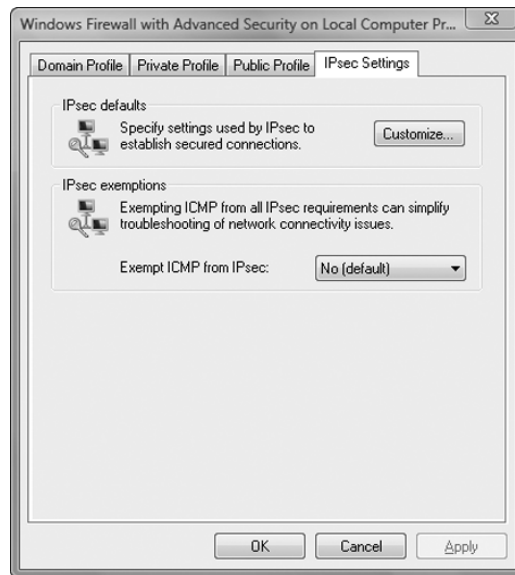 Windows Firewall with Advanced Security on Local Computer Pr...
Domain Profile
Private Profile
Public Profile
IPsec Settings
IPsec defaults
Specify settings used by IPsec to
establish secured connections.
Customize...
IPsec exemptions
Exempting ICMP from all IPsec requirements can simplify
troubleshooting of network connectivity issues.
Exempt ICMP from IPsec:
No (default)
OK
Cancel
Apply